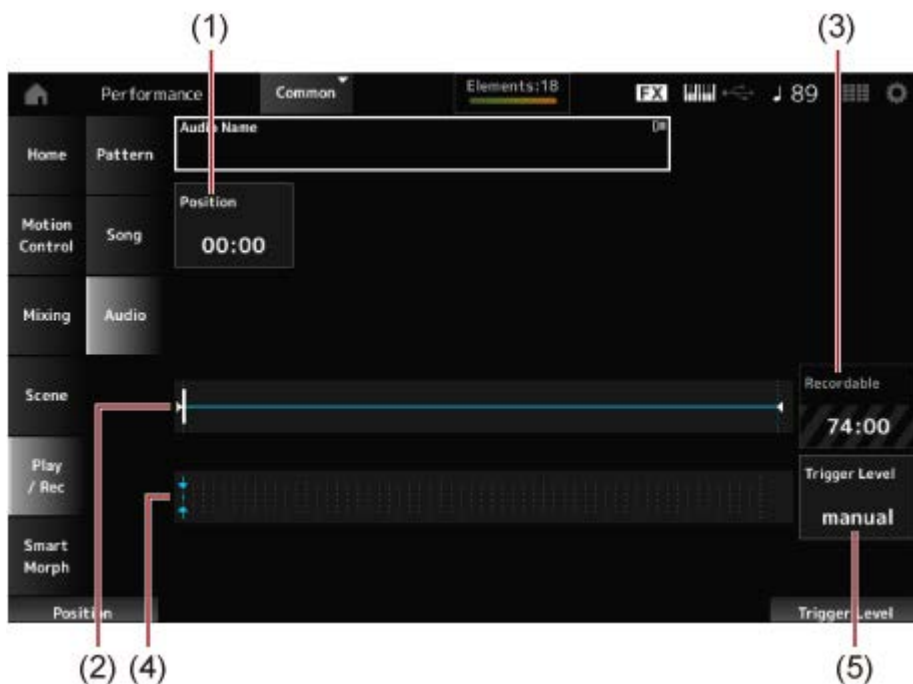 (1)
(3)
Performance
Common
Elements:18
FX
♩ 89
Home
Pattern
Audio Name
Position
00:00
Motion
Control
Song
Mixing
Audio
Scene
Recordable
74:00
Play
/ Rec
Trigger Level
manual
Smart
Morph
Position
Trigger Level
(2)
(4)
(5)